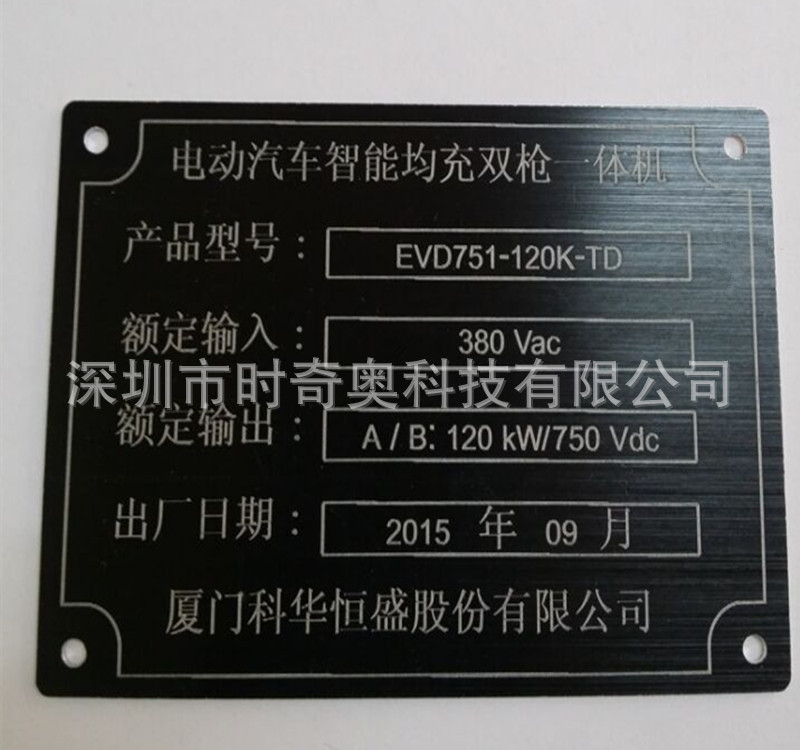 电动汽车智能均充双枪一体机
产品型号： EVD751-120K-TD
额定输入： 380 Vac
深圳市时奇奥科技有限公司
额定输出： A / B: 120 kW/750 Vdc
出厂日期： 2015 年 09 月
厦门科华恒盛股份有限公司